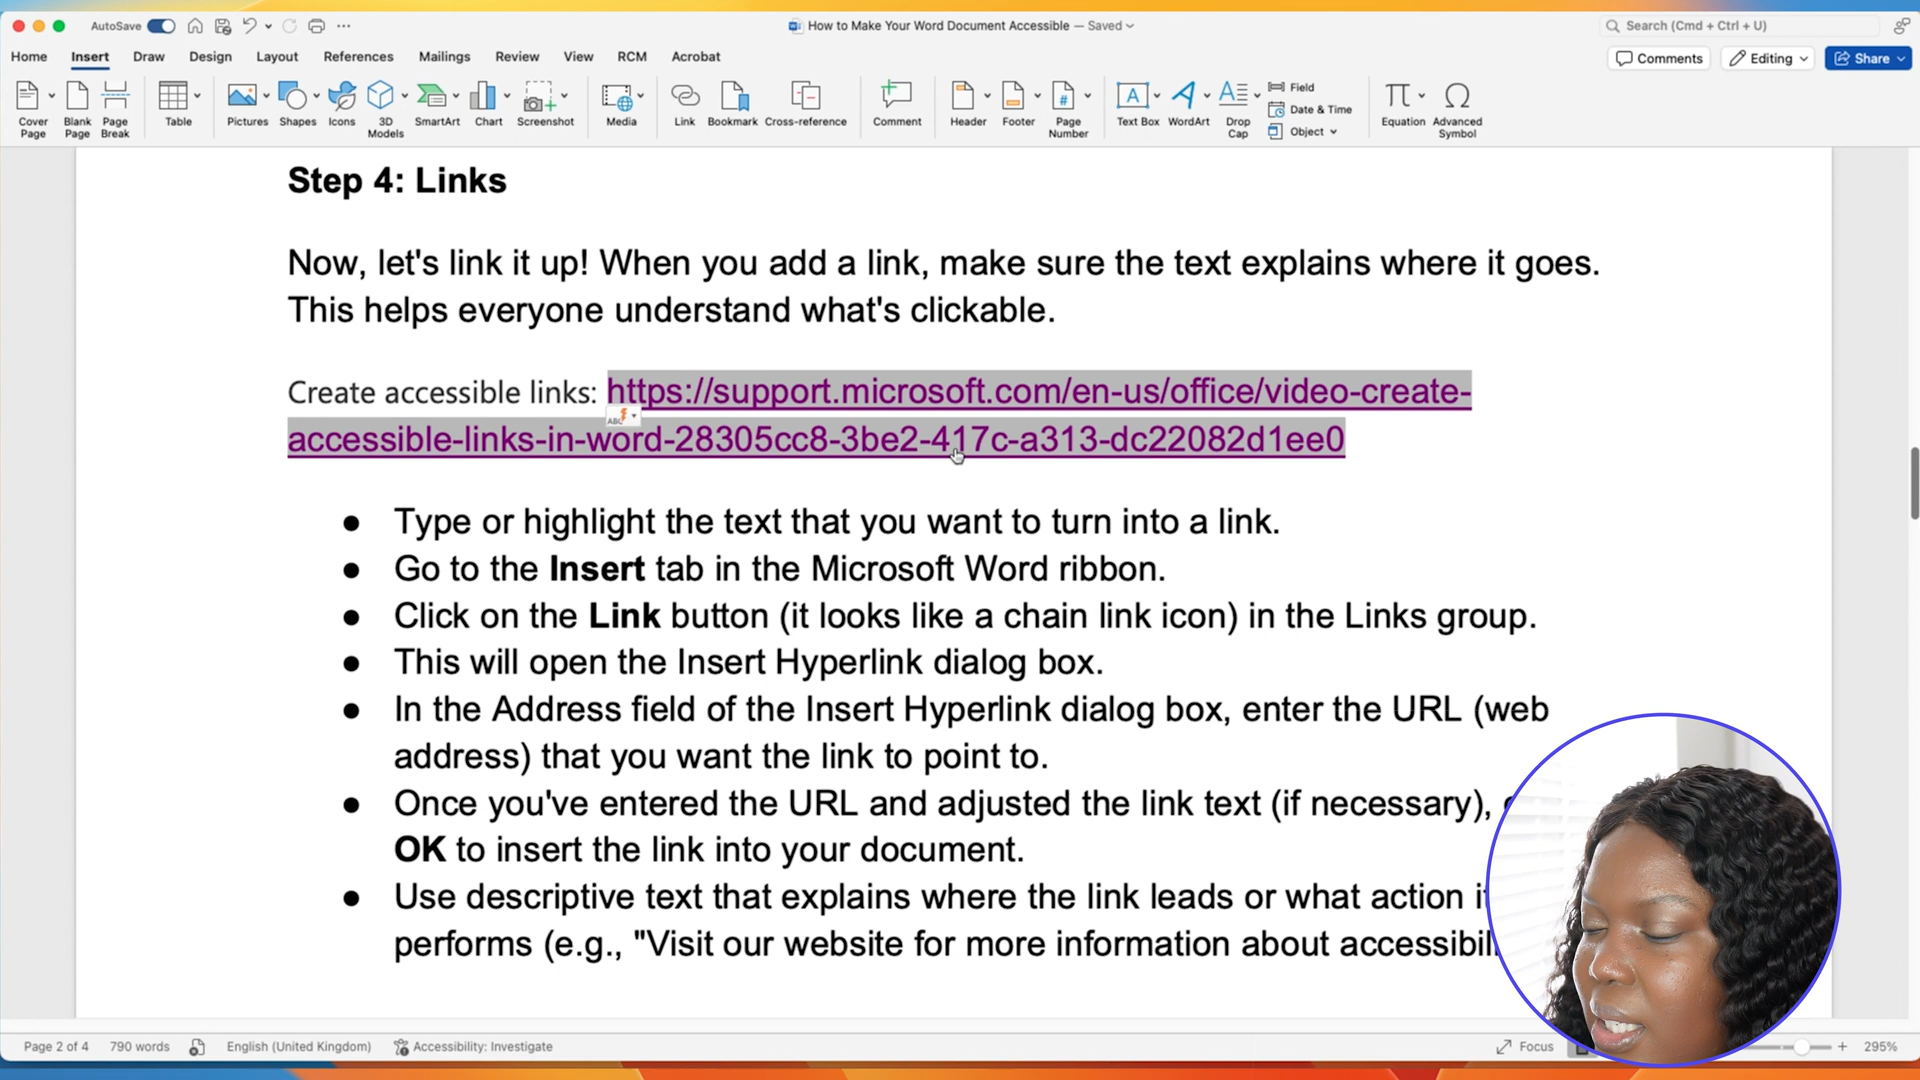 AutoSave
How to Make Your Word Document Accessible — Saved
Search (Cmd + Ctrl + U)
Home Insert Draw Design Layout References Mailings Review View RCM Acrobat
Comments Editing Share
Cover Page
Blank Page
Page Break
Table
Pictures
Shapes
Icons
3D Models
SmartArt
Chart
Screenshot
Media
Link
Bookmark
Cross-reference
Comment
Header
Footer
Page Number
Text Box
WordArt
Drop Cap
Field
Date & Time
Object
Equation
Advanced Symbol
Step 4: Links
Now, let's link it up! When you add a link, make sure the text explains where it goes.
This helps everyone understand what's clickable.
Create accessible links: https://support.microsoft.com/en-us/office/video-create-
accessible-links-in-word-28305cc8-3be2-417c-a313-dc22082d1ee0
● Type or highlight the text that you want to turn into a link.
● Go to the Insert tab in the Microsoft Word ribbon.
● Click on the Link button (it looks like a chain link icon) in the Links group.
● This will open the Insert Hyperlink dialog box.
● In the Address field of the Insert Hyperlink dialog box, enter the URL (web
address) that you want the link to point to.
● Once you've entered the URL and adjusted the link text (if necessary),
OK to insert the link into your document.
● Use descriptive text that explains where the link leads or what action it
performs (e.g., "Visit our website for more information about
Page 2 of 4 790 words English (United Kingdom) Accessibility: Investigate Focus 295%